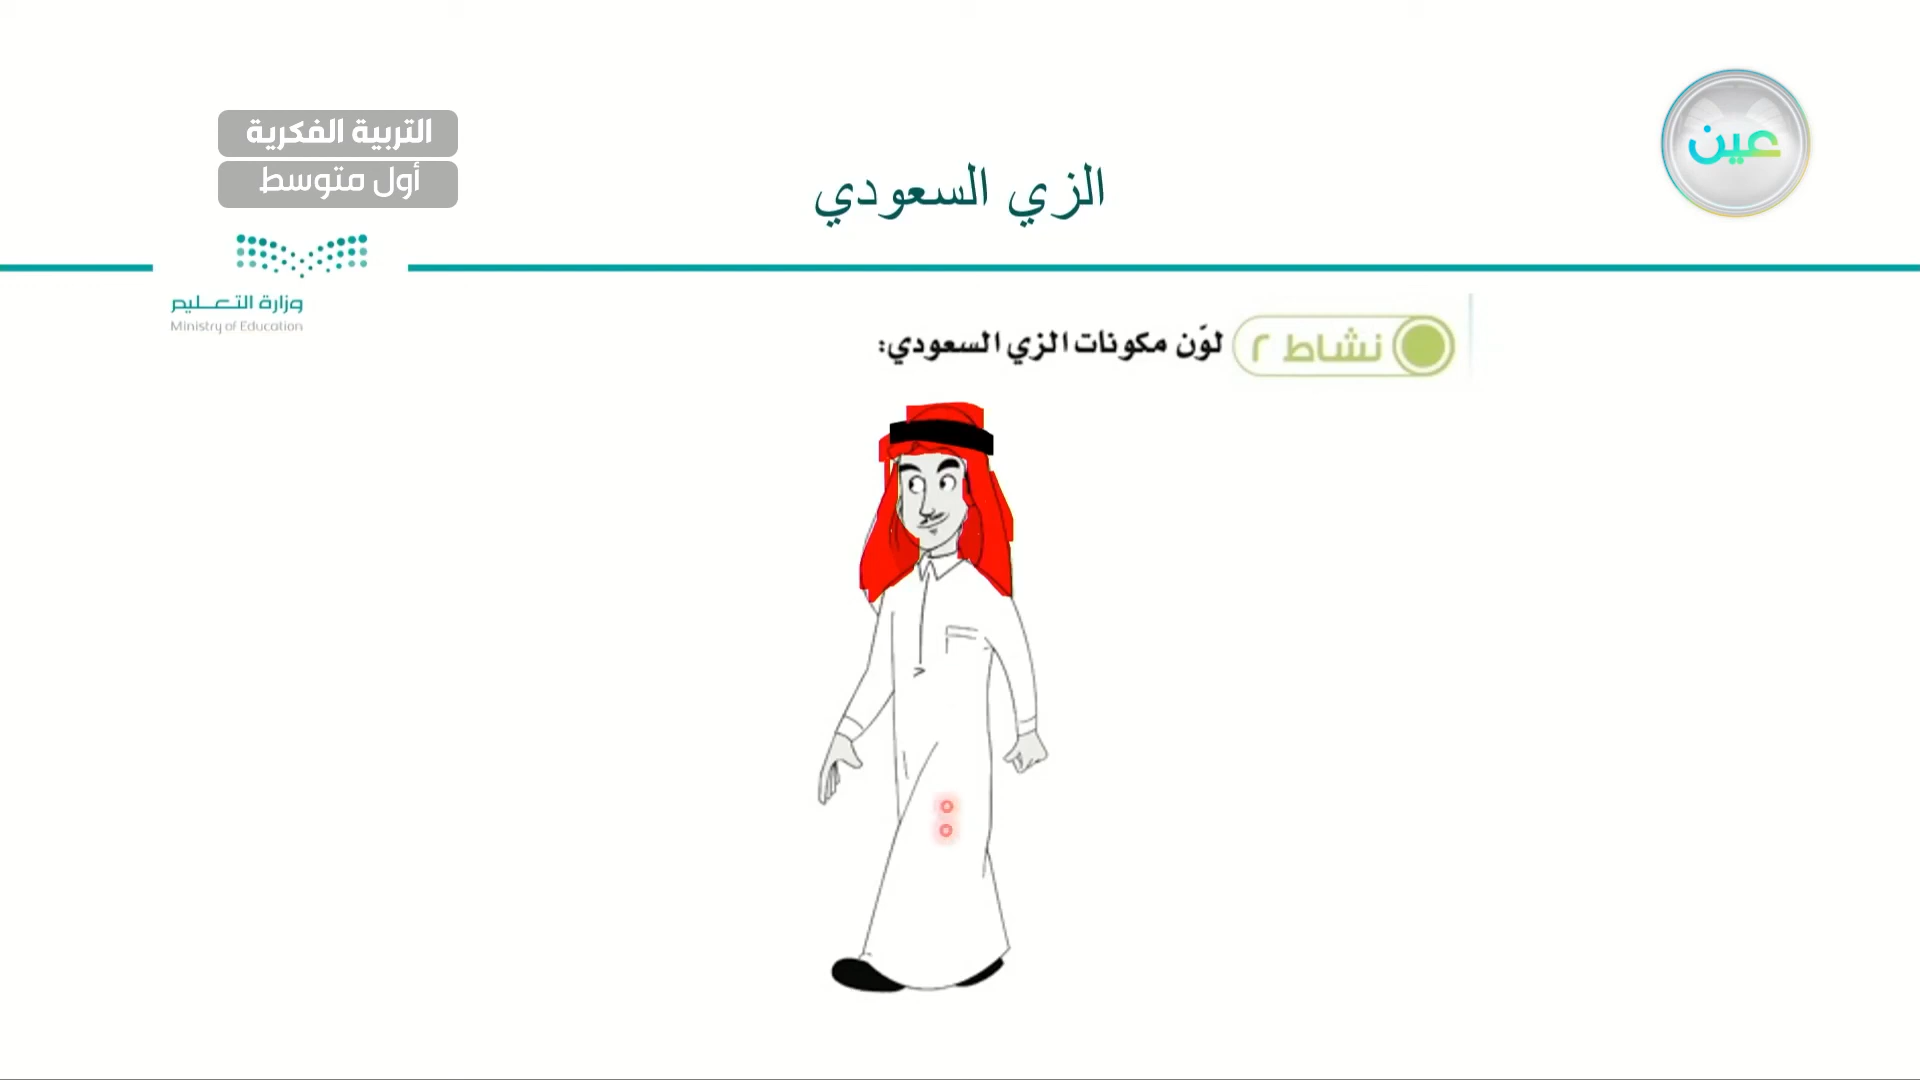 التربية الفكرية
أول متوسط
عين
الزي السعودي
وزارة التعليم
Ministry of Education
نشاط ٢ لوّن مكونات الزي السعودي: